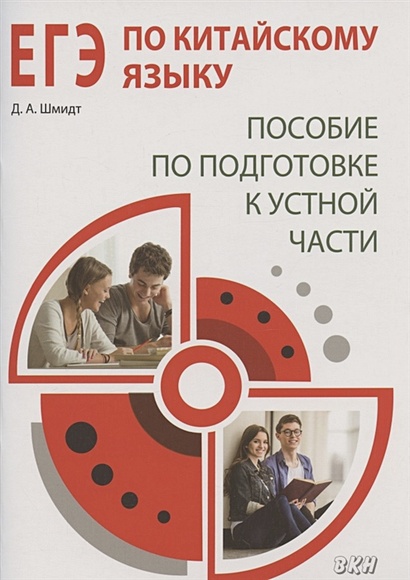 ЕГЭ ПО КИТАЙСКОМУ
ЯЗЫКУ
Д. А. Шмидт
ПОСОБИЕ
ПО ПОДГОТОВКЕ
К УСТНОЙ
ЧАСТИ
ВКН